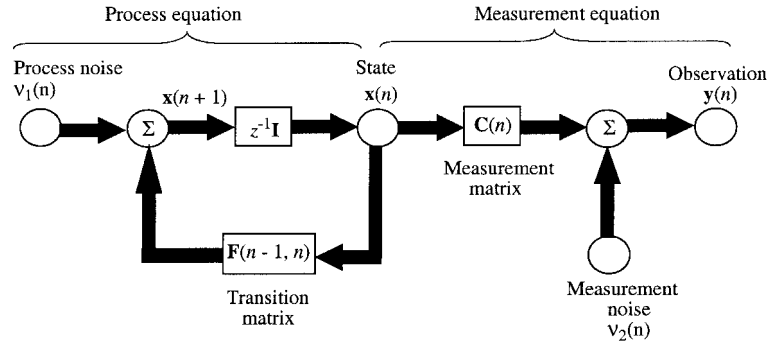 Process equation
Measurement equation
Process noise
ν₁(n)
x(n + 1)
State
x(n)
Observation
y(n)
Σ
z⁻¹I
C(n)
Σ
Measurement
matrix
F(n - 1, n)
Transition
matrix
Measurement
noise
ν₂(n)